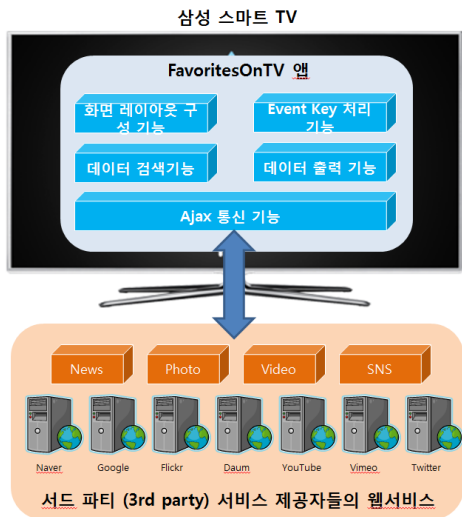 삼성 스마트 TV
FavoritesOnTV 앱
화면 레이아웃 구
성 기능
Event Key 처리
기능
데이터 검색기능
데이터 출력 기능
Ajax 통신 기능
News
Photo
Video
SNS
Naver
Google
Flickr
Daum
YouTube
Vimeo
Twitter
서드 파티 (3rd party) 서비스 제공자들의 웹서비스